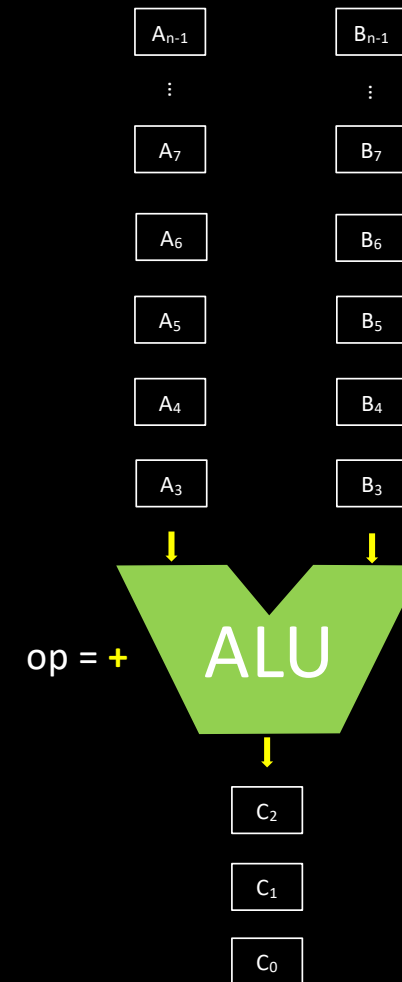 Aₙ₋₁ Bₙ₋₁
⋮ ⋮
A₇ B₇
A₆ B₆
A₅ B₅
A₄ B₄
A₃ B₃
op = + ALU
C₂
C₁
C₀